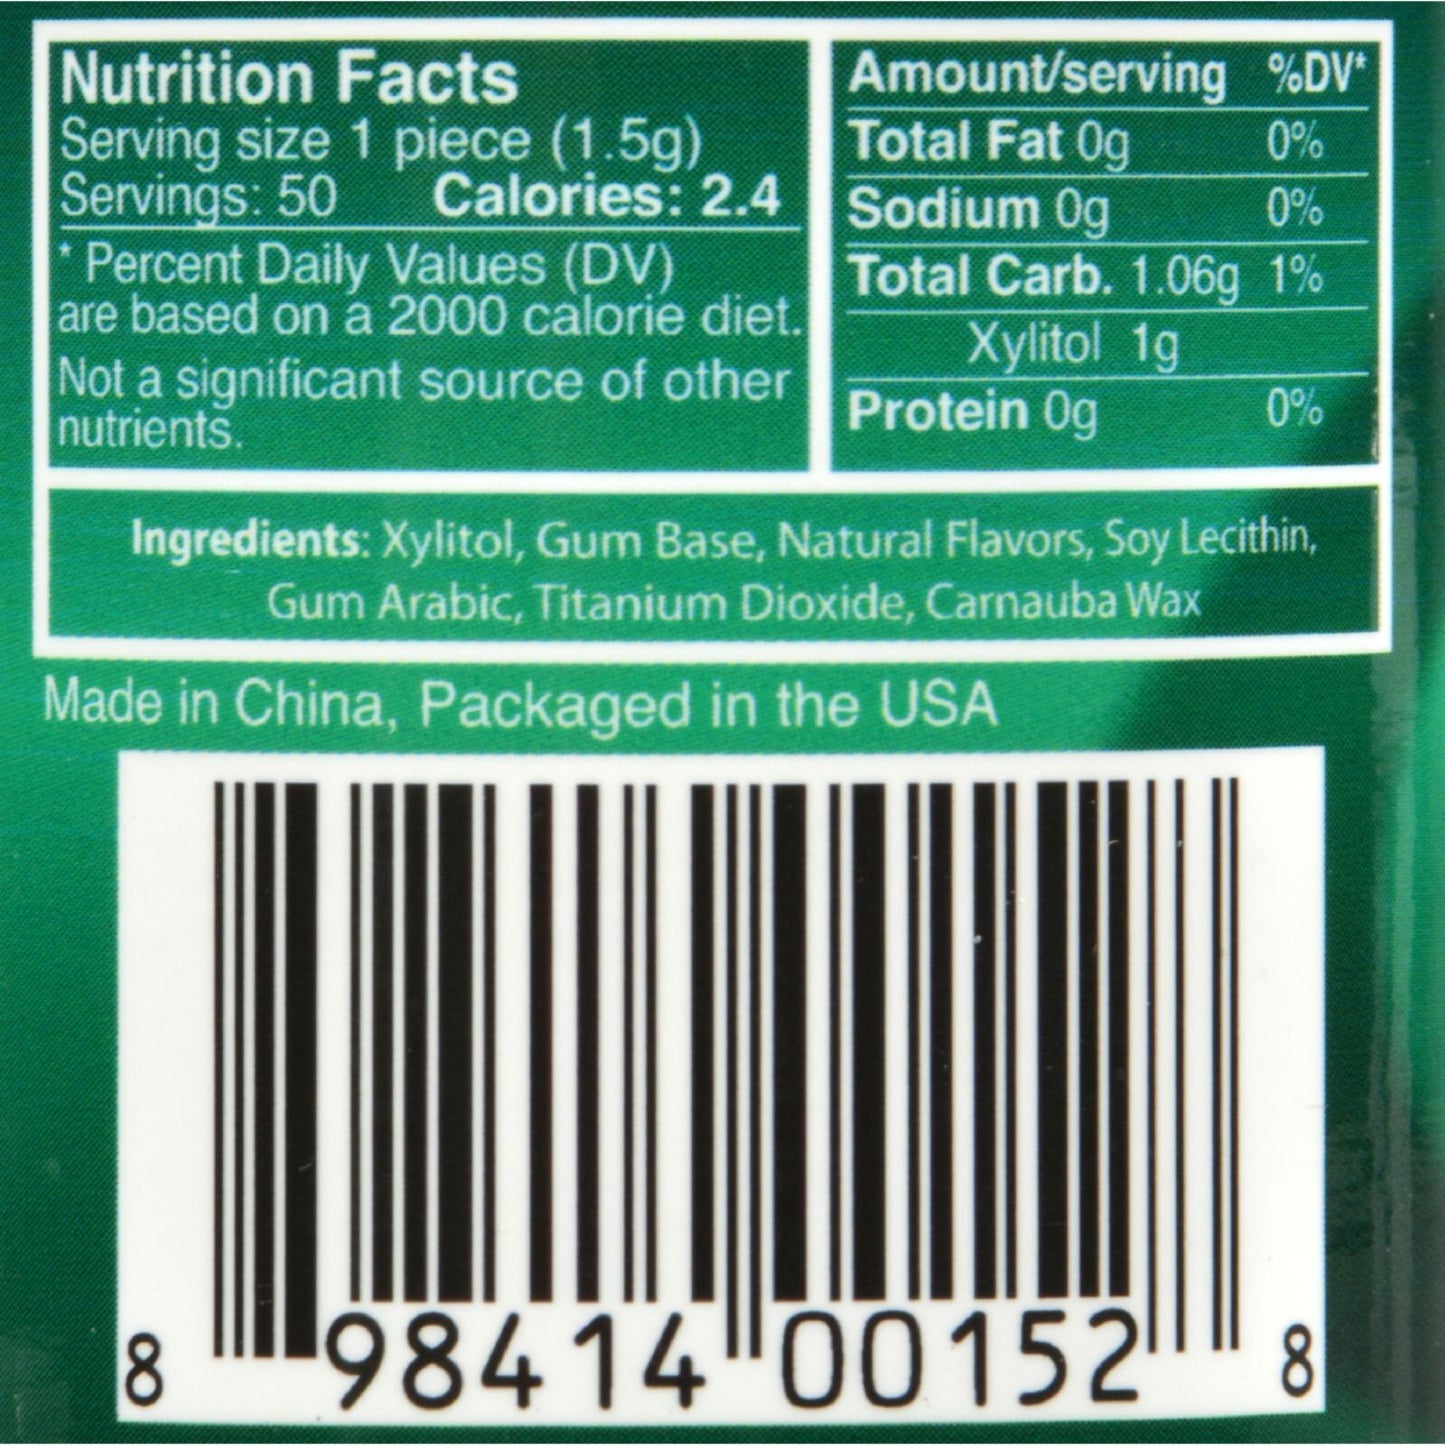 Nutrition Facts
Serving size 1 piece (1.5g)
Servings: 50 Calories: 2.4
* Percent Daily Values (DV)
are based on a 2000 calorie diet.
Not a significant source of other
nutrients.
Amount/serving %DV*
Total Fat 0g 0%
Sodium 0g 0%
Total Carb. 1.06g 1%
Xylitol 1g
Protein 0g 0%
Ingredients: Xylitol, Gum Base, Natural Flavors, Soy Lecithin,
Gum Arabic, Titanium Dioxide, Carnauba Wax
Made in China, Packaged in the USA
8 98414 00152 8